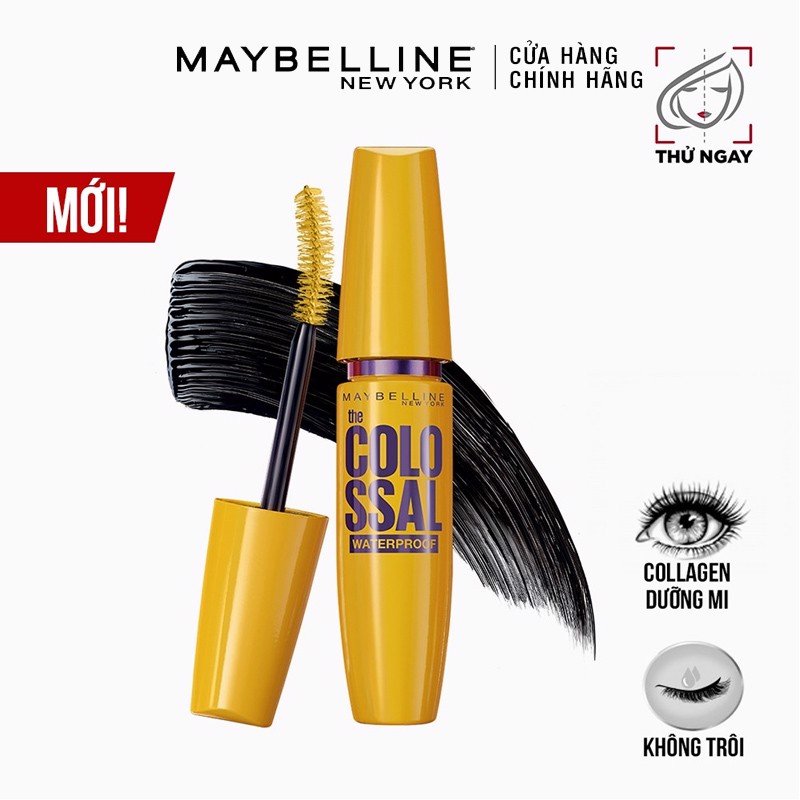 MAYBELLINE
NEW YORK
CỬA HÀNG
CHÍNH HÃNG
THỬ NGAY
MỚI!
MAYBELLINE
NEW YORK
the
COLO
SSAL
WATERPROOF
COLLAGEN
DƯỠNG MI
KHÔNG TRÔI